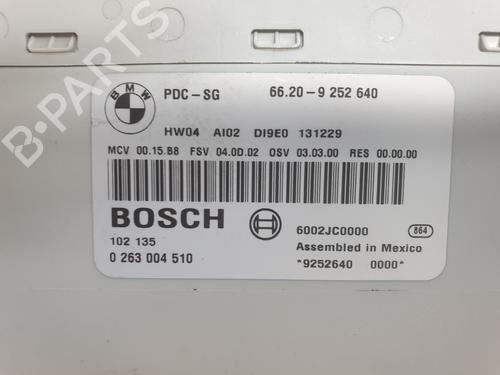 B-PARTS
BMW
PDC-SG 66.20-9 252 640
HW04 AI02 DI9E0 131229
MCV 00.15.B8 FSV 04.0D.02 OSV 03.03.00 RES 00.00.00
BOSCH
102 135
6002JC0000 864
0 263 004 510
Assembled in Mexico
*9252640 0000*